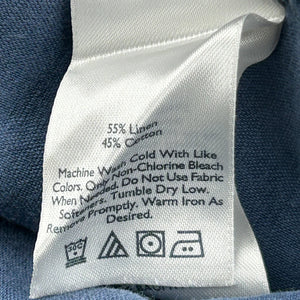 55% Linen
45% Cotton
Machine Wash Cold With Like
Colors. Only Non-Chlorine Bleach
When Needed. Do Not Use Fabric
Softeners. Tumble Dry Low.
Remove Promptly. Warm Iron As
Desired.